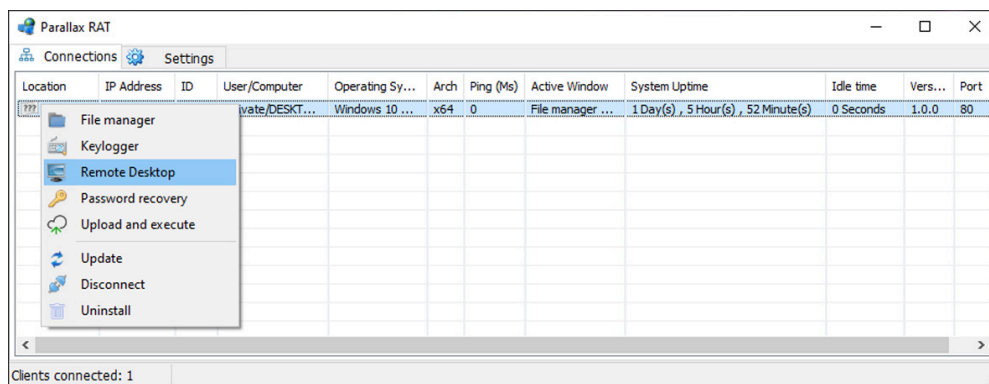 Parallax RAT
Connections Settings
Location IP Address ID User/Computer Operating Sy... Arch Ping (Ms) Active Window System Uptime Idle time Vers... Port
??? ivate/DESKT... Windows 10 ... x64 0 File manager ... 1 Day(s) , 5 Hour(s) , 52 Minute(s) 0 Seconds 1.0.0 80
File manager
Keylogger
Remote Desktop
Password recovery
Upload and execute
Update
Disconnect
Uninstall
Clients connected: 1